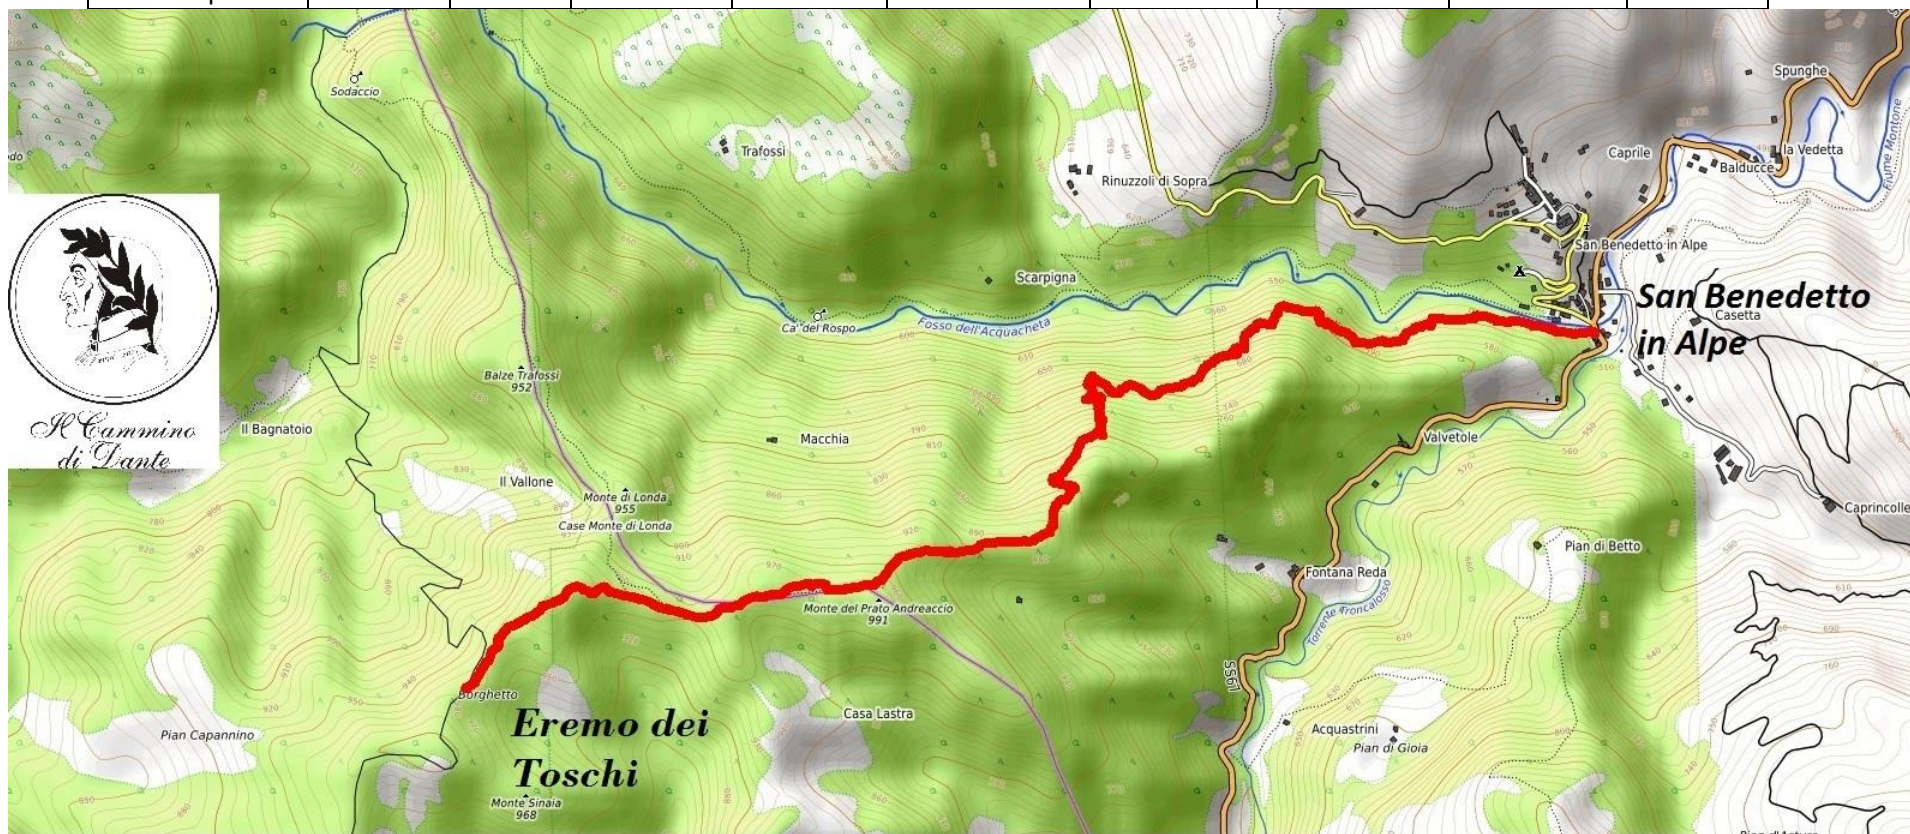 Spunghe
Sodaccio
Fiume Montone
Trafossi
Caprile
la Vedetta
Balducce
Rinuzzoli di Sopra
San Benedetto in Alpe
Scarpigna
San Benedetto
in Alpe
Casetta
Ca' del Rospo
Fosso dell'Acquacheta
Balze Trafossi
952
Il Cammino
di Dante
Il Bagnatoio
Macchia
Valvetole
Il Vallone
Monte di Londa
955
Case Monte di Londa
Caprincolle
Pian di Betto
Fontana Reda
Monte del Prato Andreaccio
991
Torrente Troncalosso
SS67
Borghetto
Eremo dei
Toschi
Casa Lastra
Pian Capannino
Acquastrini
Pian di Gioia
Monte Sinaia
968